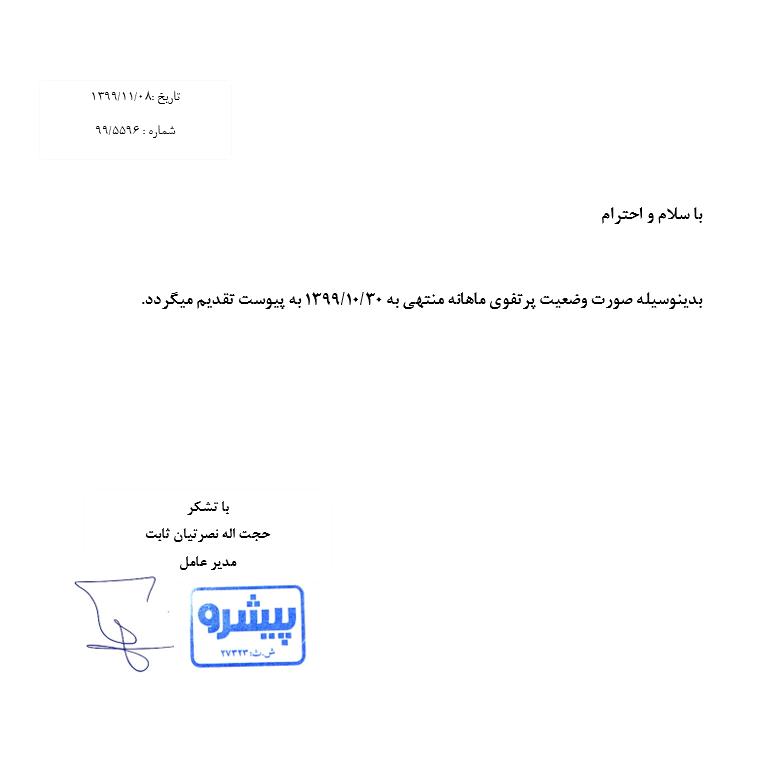 تاریخ :۱۳۹۹/۱۱/۰۸
شماره : ۹۹/۵۵۹۶
با سلام و احترام
بدینوسیله صورت وضعیت پرتفوی ماهانه منتهی به ۱۳۹۹/۱۰/۳۰ به پیوست تقدیم میگردد.
با تشکر
حجت اله نصرتیان ثابت
مدیر عامل
پیشرو
ش.ث: ۲۷۳۲۳